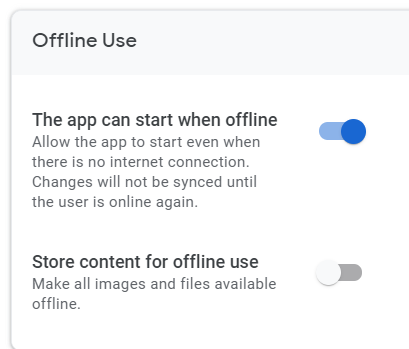 Offline Use
The app can start when offline
Allow the app to start even when
there is no internet connection.
Changes will not be synced until
the user is online again.
Store content for offline use
Make all images and files available
offline.